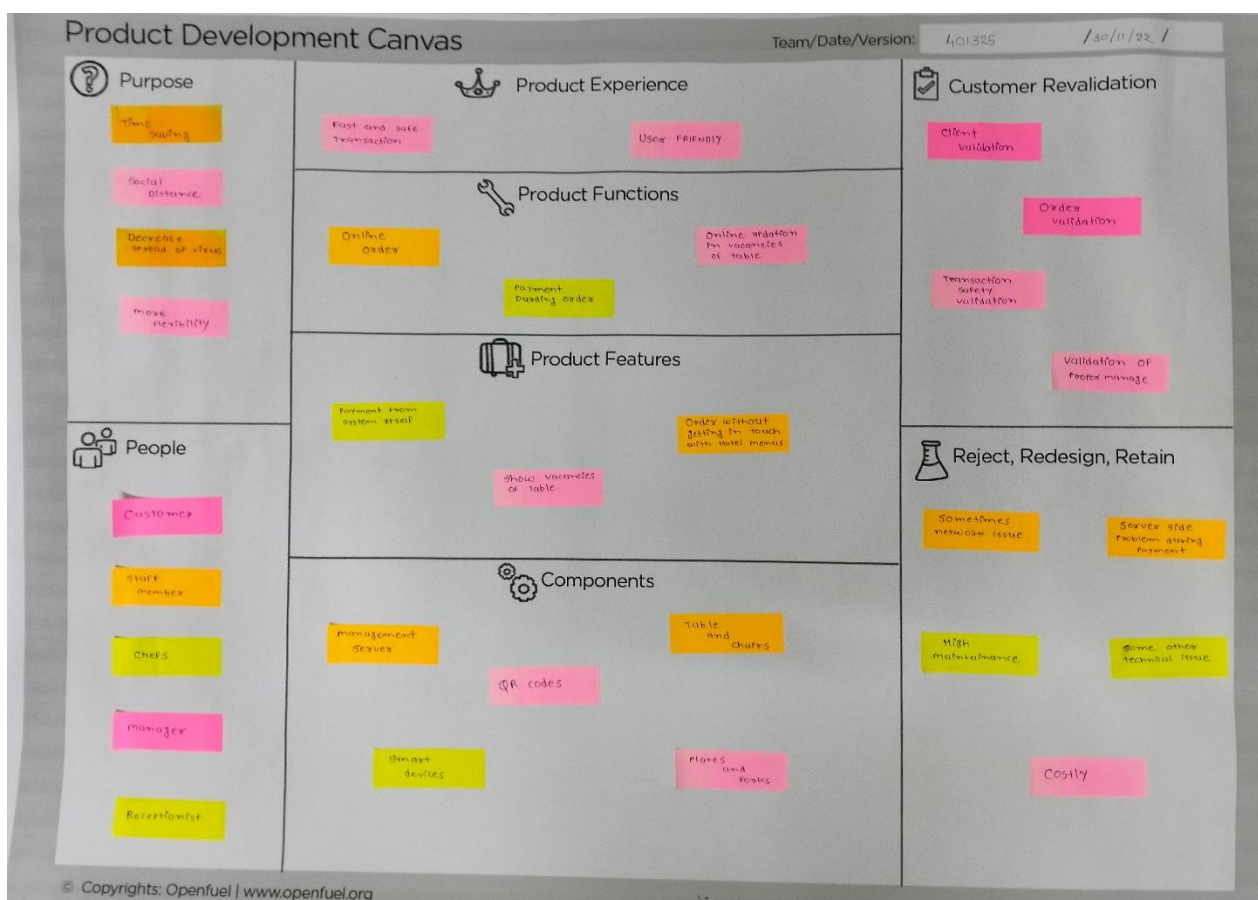 Product Development Canvas
Team/Date/Version:
401325
/30/11/22/
Purpose
Time
saving
Social
Distance
Decrease
spread of virus
more
flexibility
People
Customer
Staff
member
Chefs
manager
Receptionist
Product Experience
Fast and safe
Transaction
User FRIENDlY
Product Functions
Online
order
Payment
Durding order
Online
in vacancies
of table
Product Features
Payment from
system itself
Show vacancies
of Table
Order without
getting in touch
with Hotel menus
Components
management
server
QR codes
Table
and
Chairs
Smart
devices
Plates
and
forks
Customer Revalidation
Client
validation
Order
validation
Transaction
safety
validation
Validation of
manage
Reject, Redesign, Retain
Sometimes
network issue
Server side
Problem during
Payment
High
maintainance
Some other
technical issue
Costly
© Copyrights: Openfuel | www.openfuel.org